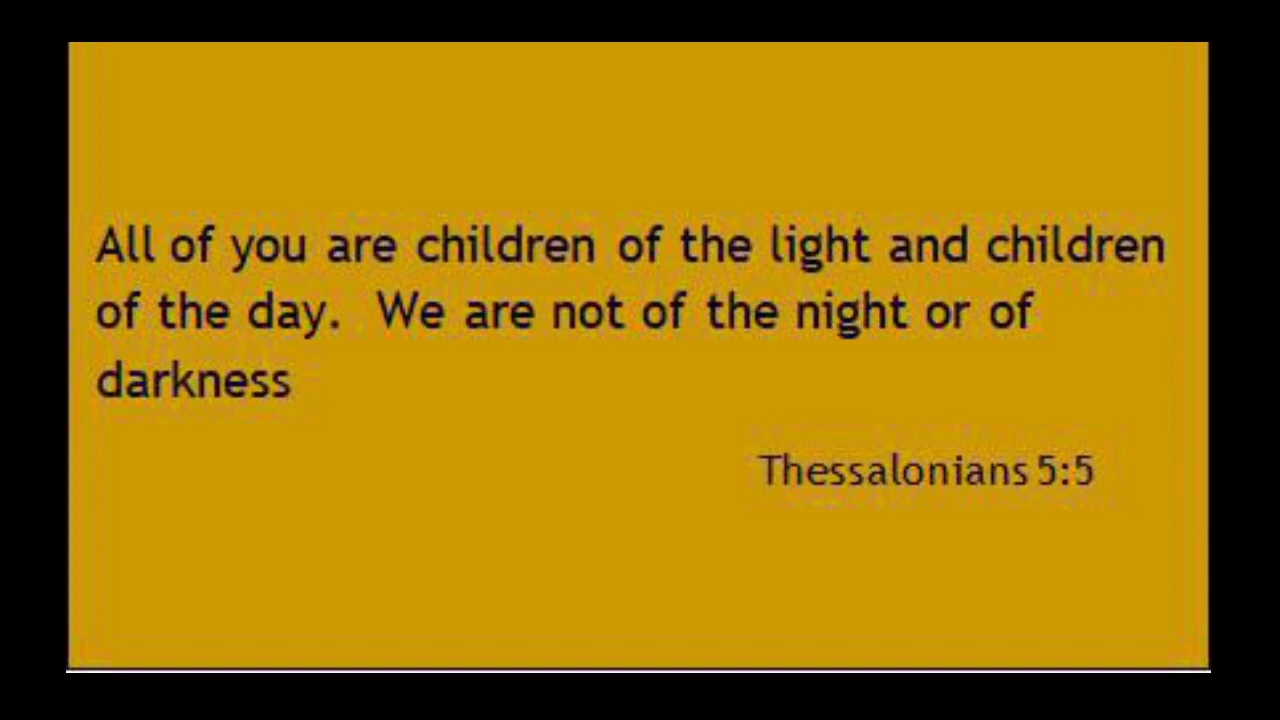 All of you are children of the light and children
of the day.  We are not of the night or of
darkness
Thessalonians 5:5